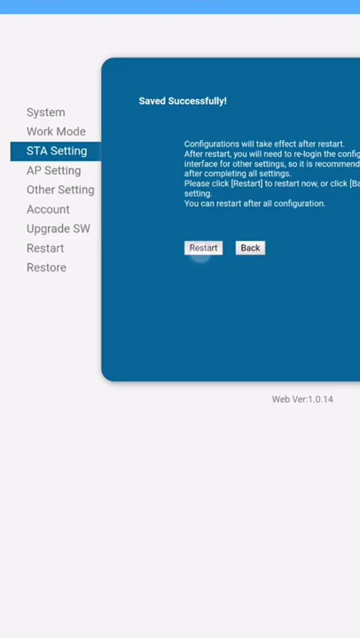 System
Work Mode
STA Setting
AP Setting
Other Setting
Account
Upgrade SW
Restart
Restore
Saved Successfully!
Configurations will take effect after restart.
After restart, you will need to re-login the
interface for other settings, so it is
after completing all settings.
Please click [Restart] to restart now, or click
setting.
You can restart after all configuration.
Restart Back
Web Ver:1.0.14